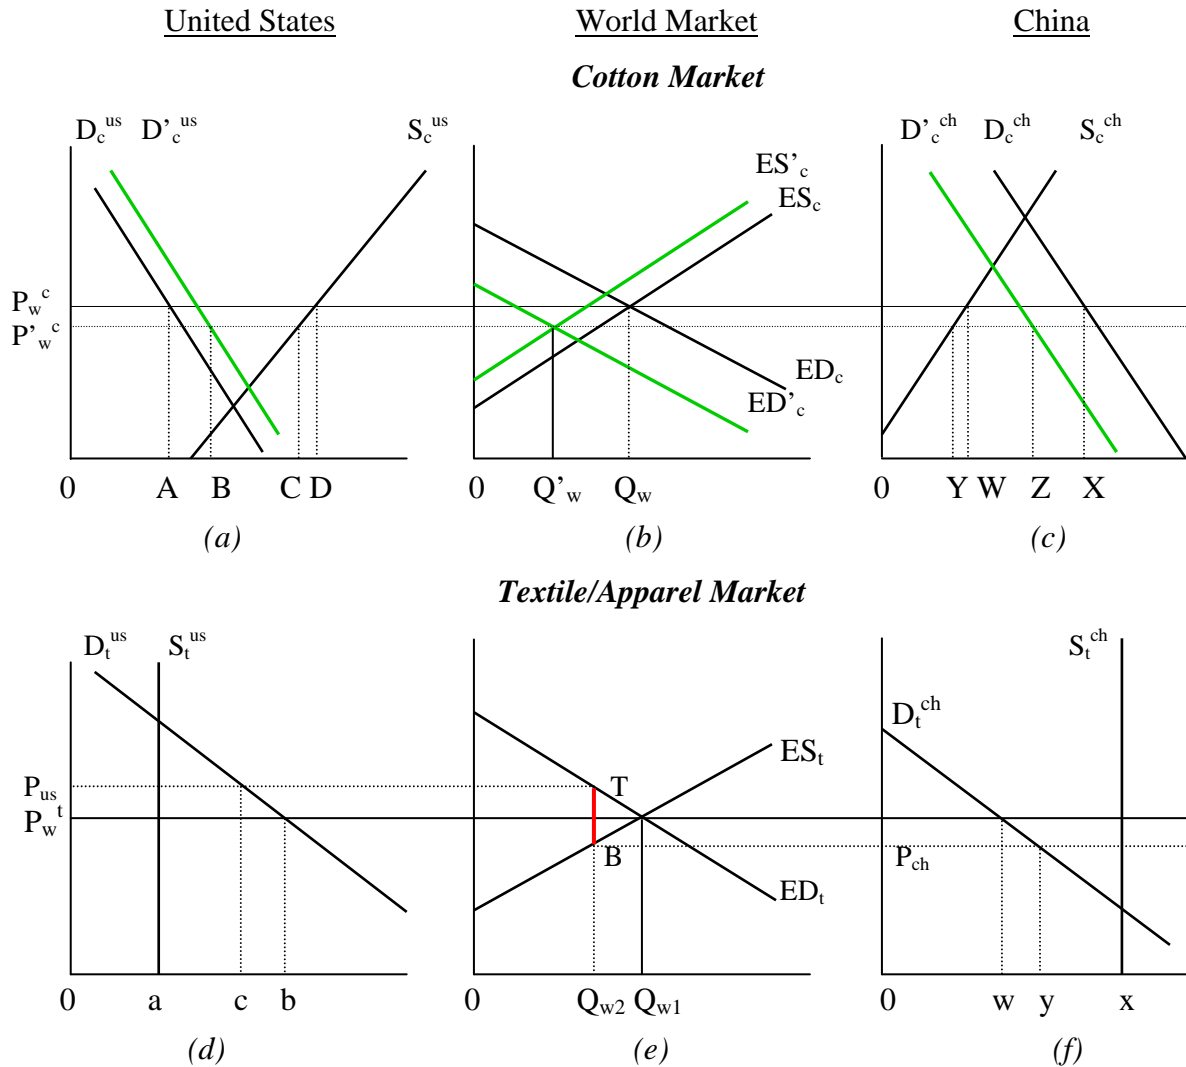 United States World Market China
Cotton Market
D_c^us D'_c^us S_c^us D'_c^ch D_c^ch S_c^ch
ES'_c
ES_c
P_w^c
P'_w^c
ED_c
ED'_c
0 A B C D 0 Q'_w Q_w 0 Y W Z X
(a) (b) (c)
Textile/Apparel Market
D_t^us S_t^us S_t^ch
D_t^ch
ES_t
P_us T
P_w^t
B P_ch
ED_t
0 a c b 0 Q_w2 Q_w1 0 w y x
(d) (e) (f)